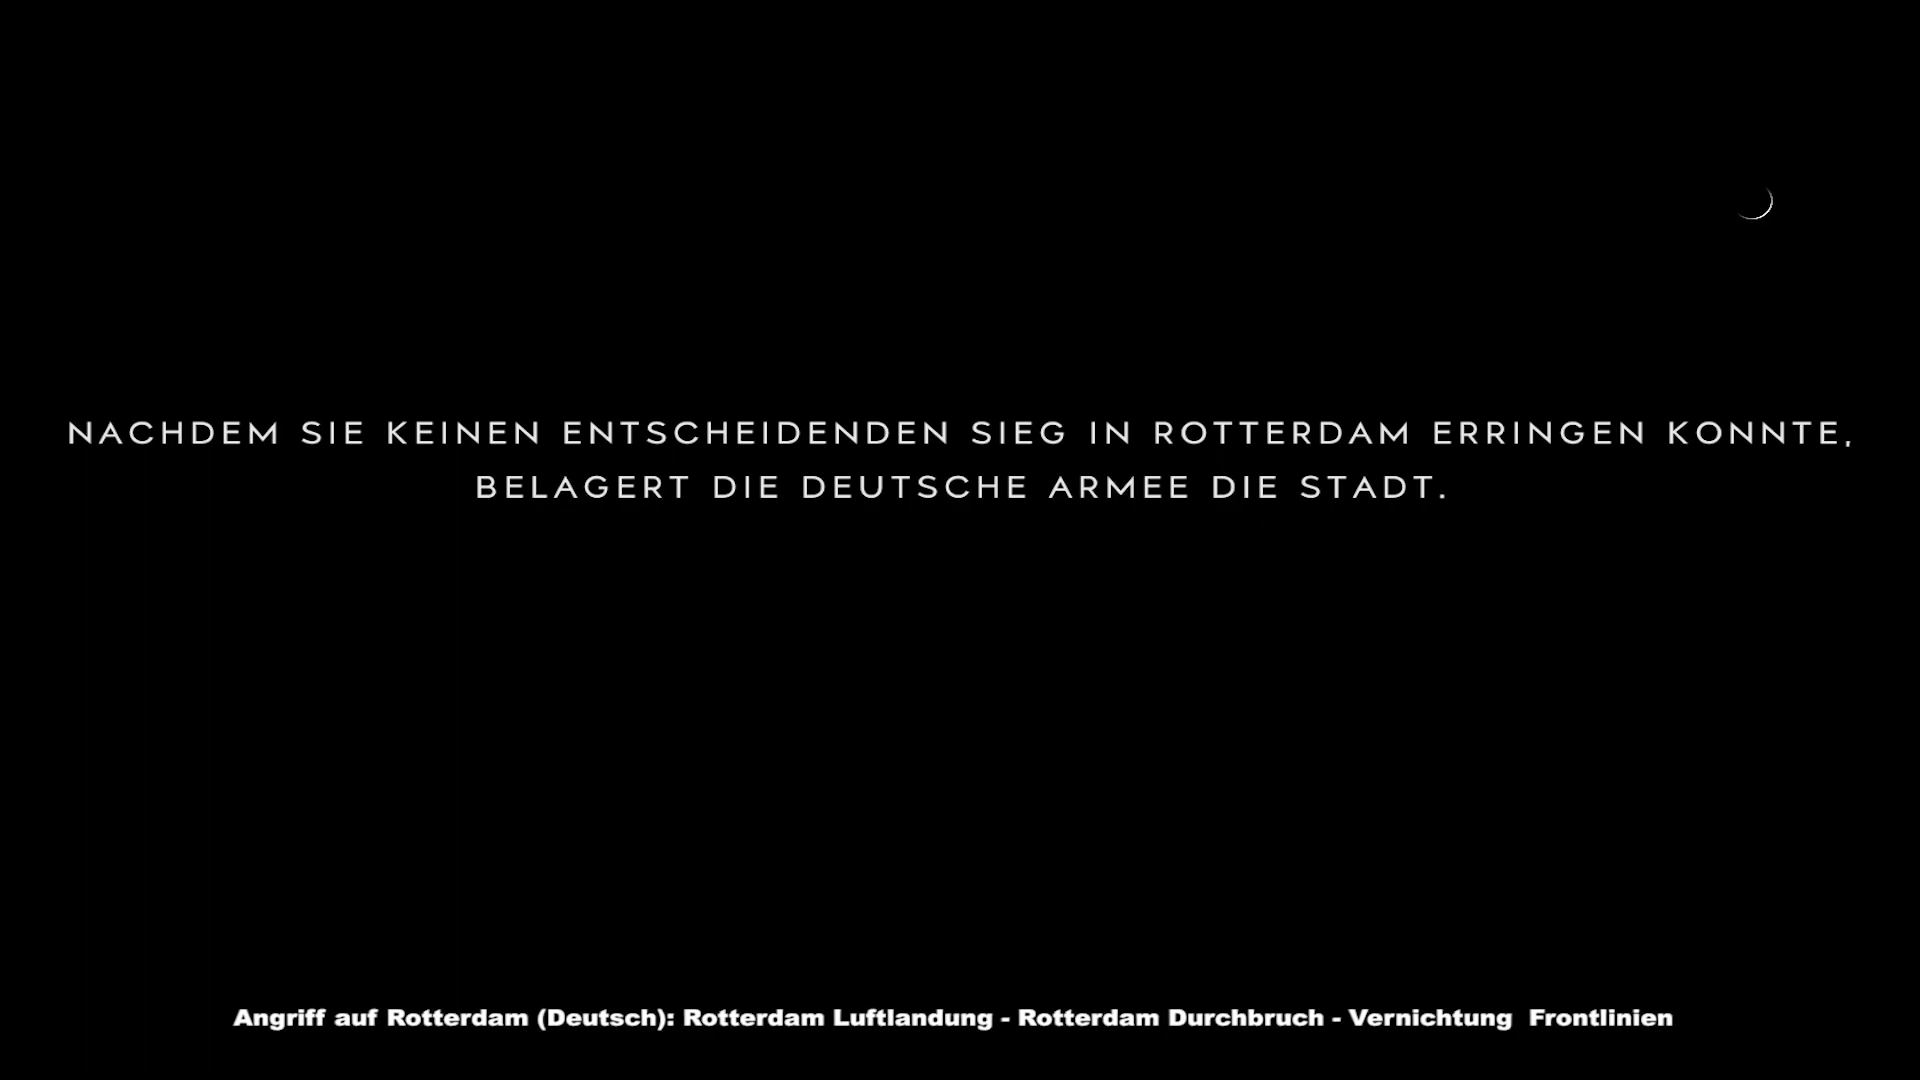 NACHDEM SIE KEINEN ENTSCHEIDENDEN SIEG IN ROTTERDAM ERRINGEN KONNTE,
BELAGERT DIE DEUTSCHE ARMEE DIE STADT.
Angriff auf Rotterdam (Deutsch): Rotterdam Luftlandung - Rotterdam Durchbruch - Vernichtung  Frontlinien